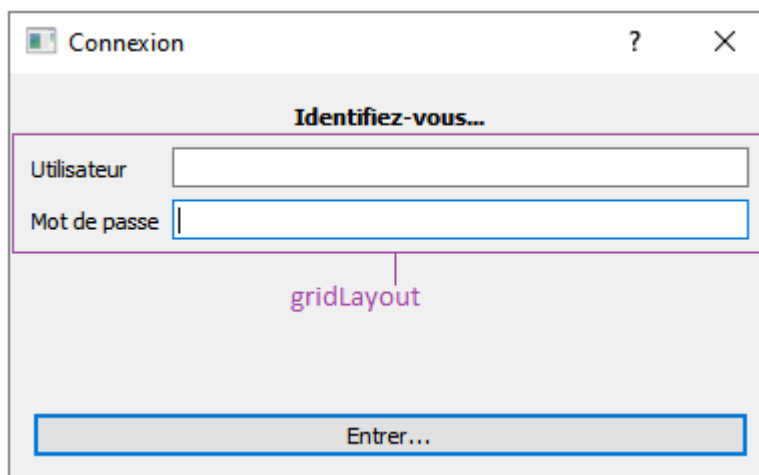 Connexion
?
Identifiez-vous...
Utilisateur
Mot de passe
gridLayout
Entrer...